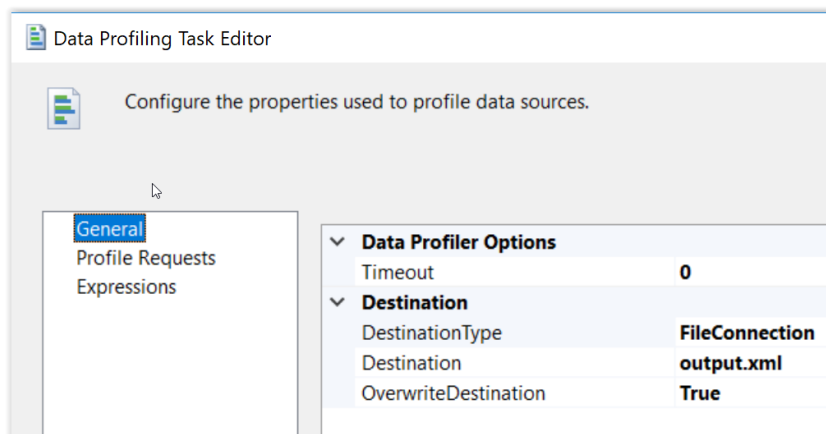 Data Profiling Task Editor
Configure the properties used to profile data sources.
General
Profile Requests
Expressions
Data Profiler Options
Timeout 0
Destination
DestinationType FileConnection
Destination output.xml
OverwriteDestination True